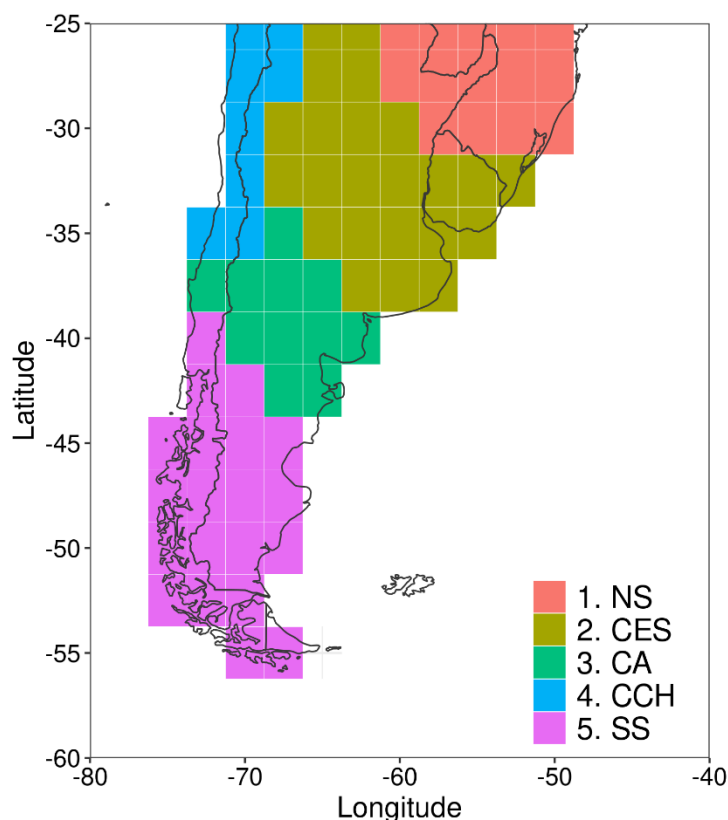 -25
-30
-35
-40
-45
-50
-55
-60
Latitude
1. NS
2. CES
3. CA
4. CCH
5. SS
-80 -70 -60 -50 -40
Longitude